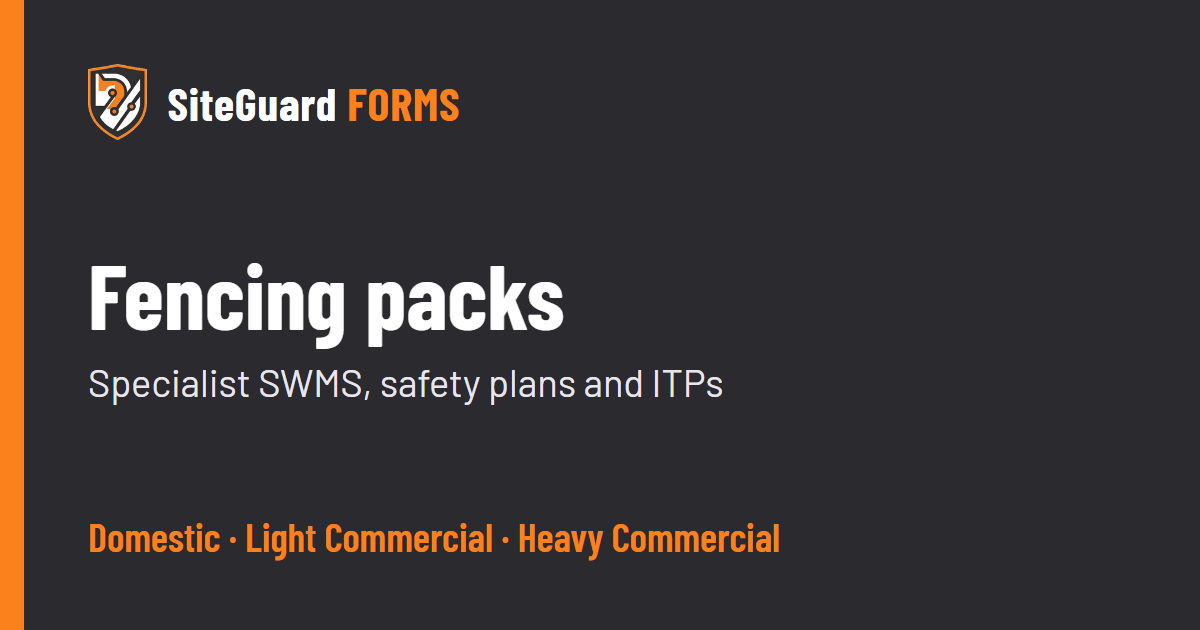 SiteGuard FORMS
Fencing packs
Specialist SWMS, safety plans and ITPs
Domestic · Light Commercial · Heavy Commercial